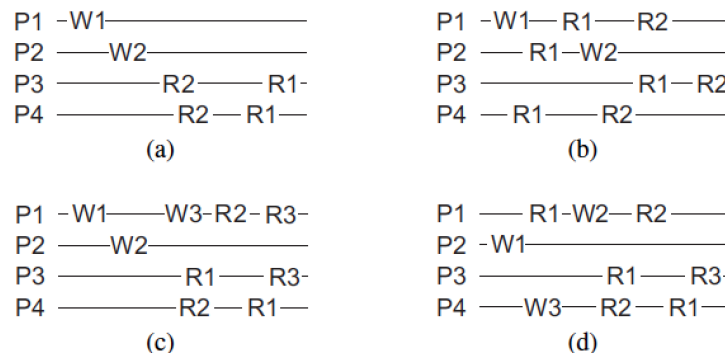 P1 W1
P2 W2
P3 R2 R1
P4 R2 R1
(a)
P1 W1 R1 R2
P2 R1 W2
P3 R1 R2
P4 R1 R2
(b)
P1 W1 W3 R2 R3
P2 W2
P3 R1 R3
P4 R2 R1
(c)
P1 R1 W2 R2
P2 W1
P3 R1 R3
P4 W3 R2 R1
(d)